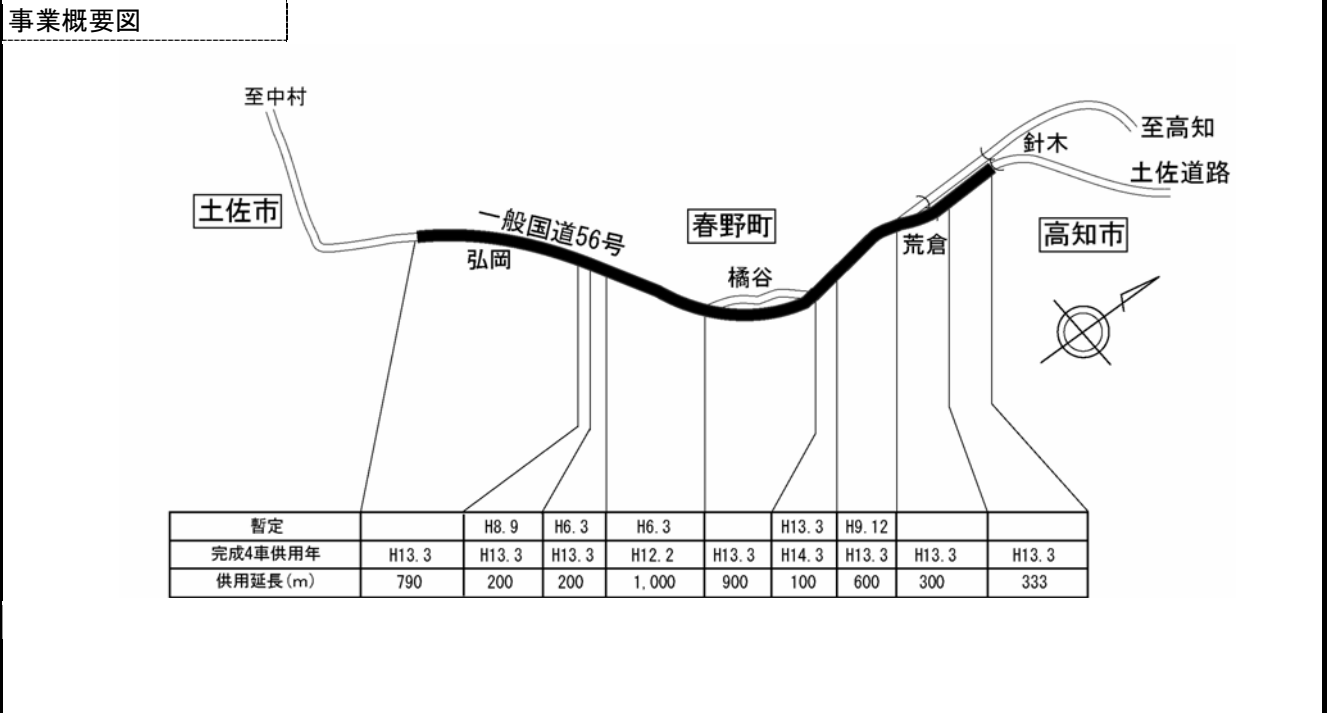 事業概要図
至中村
至高知
針木
土佐道路
土佐市
一般国道56号
春野町
高知市
荒倉
弘岡
橘谷
暫定 H8.9 H6.3 H6.3 H13.3 H9.12
完成4車供用年 H13.3 H13.3 H13.3 H12.2 H13.3 H14.3 H13.3 H13.3 H13.3
供用延長(m) 790 200 200 1,000 900 100 600 300 333